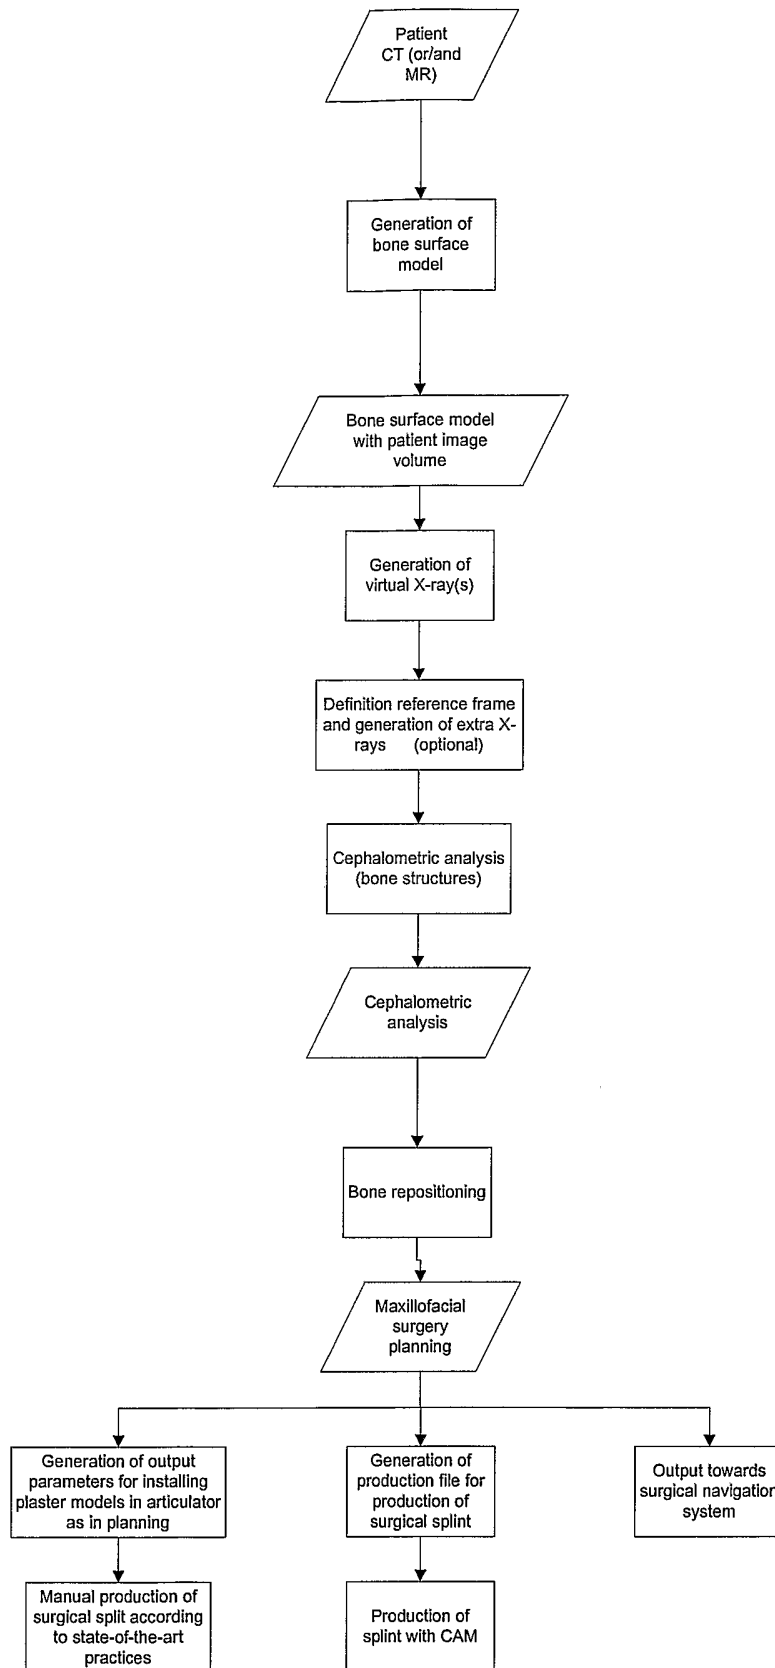 Patient
CT (or/and
MR)
Generation of
bone surface
model
Bone surface model
with patient image
volume
Generation of
virtual X-ray(s)
Definition reference frame
and generation of extra X-
rays (optional)
Cephalometric analysis
(bone structures)
Cephalometric
analysis
Bone repositioning
Maxillofacial
surgery
planning
Generation of output
parameters for installing
plaster models in articulator
as in planning
Generation of
production file for
production of
surgical splint
Output towards
surgical navigation
system
Manual production of
surgical split according
to state-of-the-art
practices
Production of
splint with CAM